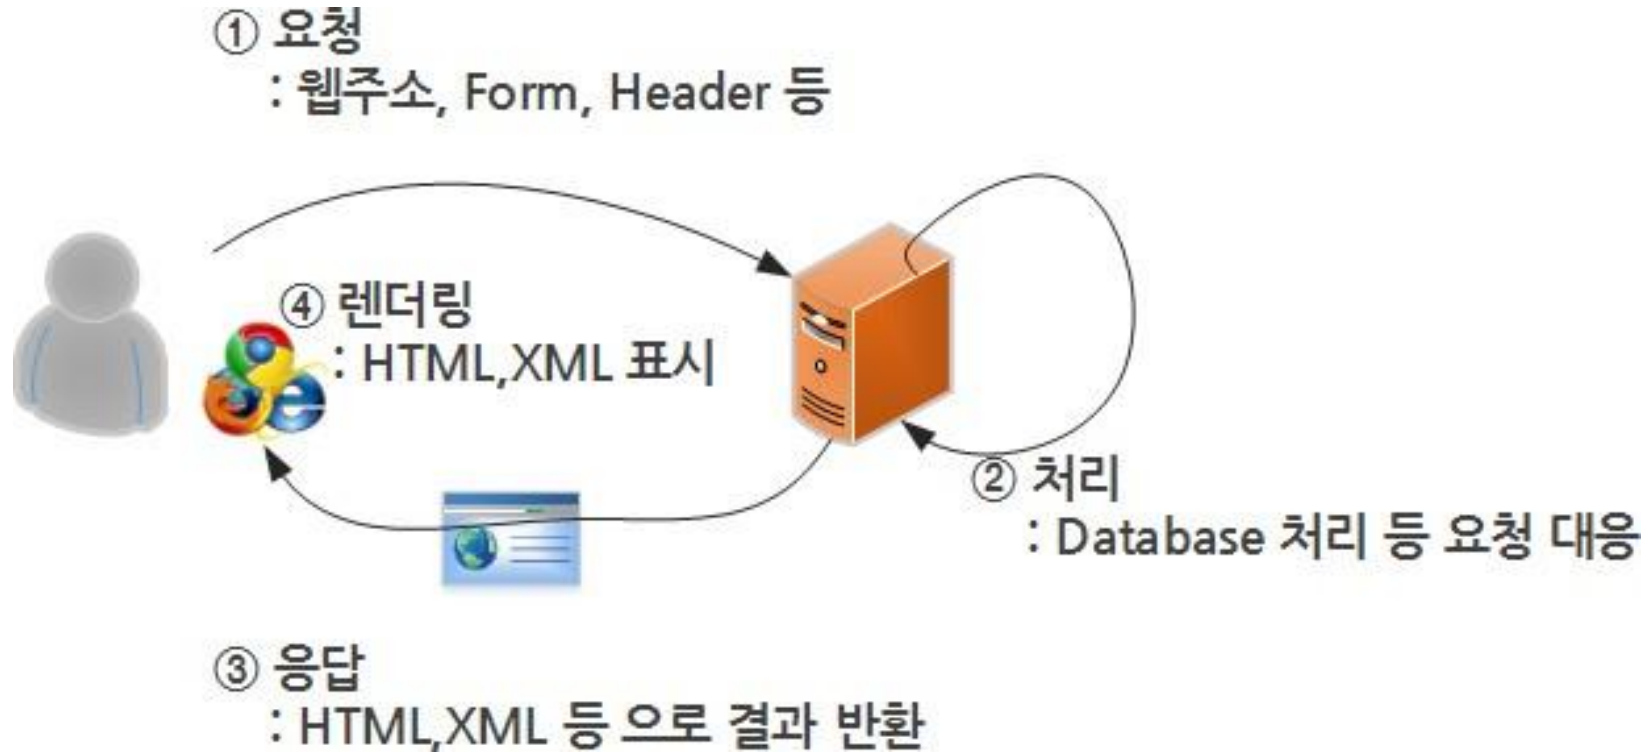 ① 요청
: 웹주소, Form, Header 등
④ 렌더링
: HTML,XML 표시
② 처리
: Database 처리 등 요청 대응
③ 응답
: HTML,XML 등 으로 결과 반환